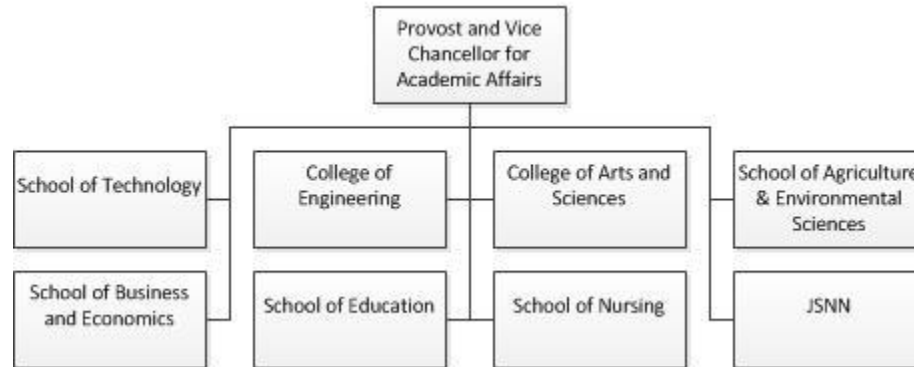 Provost and Vice
Chancellor for
Academic Affairs
School of Technology
College of
Engineering
College of Arts and
Sciences
School of Agriculture
& Environmental
Sciences
School of Business
and Economics
School of Education
School of Nursing
JSNN